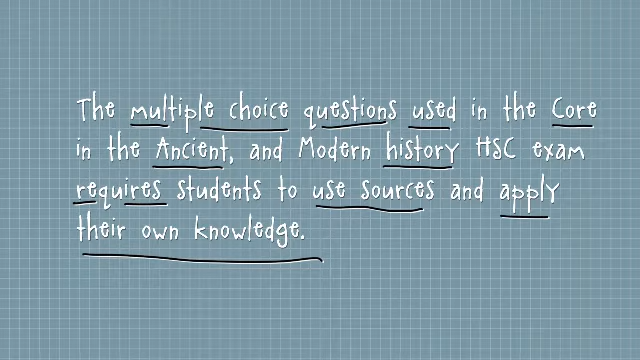 The multiple choice questions used in the Core
in the Ancient, and Modern history HSC exam
requires students to use sources and apply
their own knowledge.